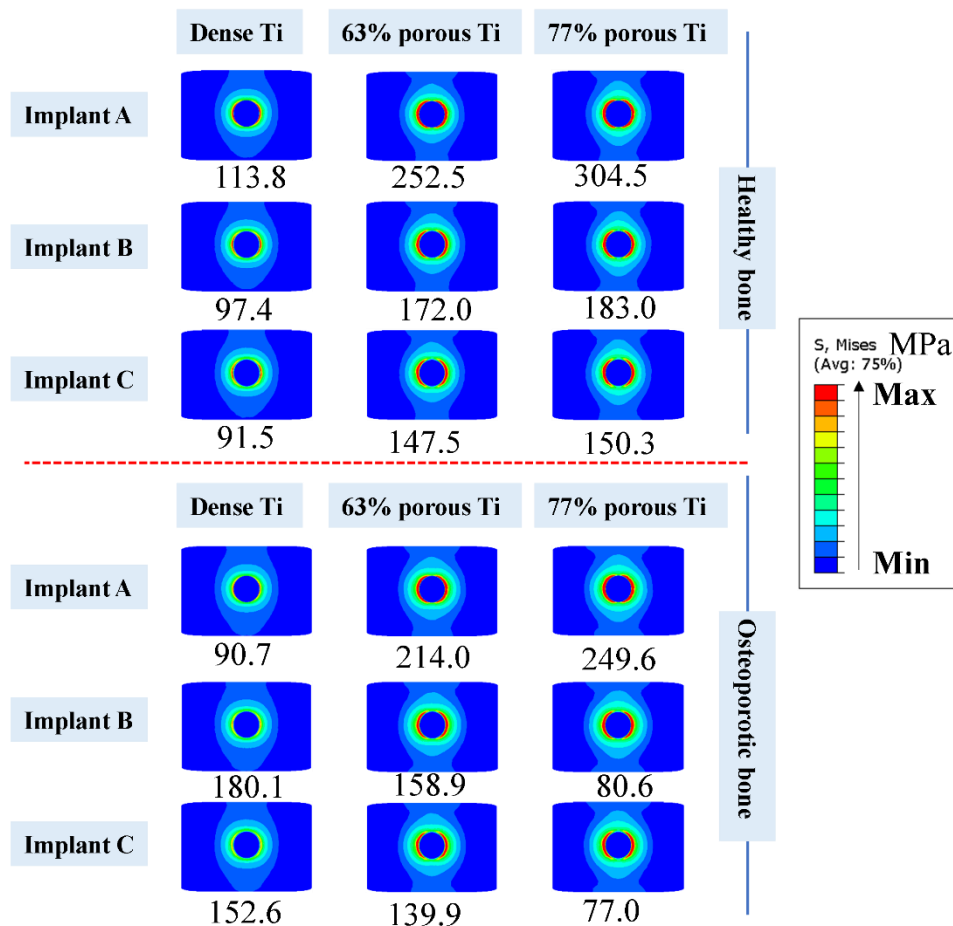 Dense Ti 63% porous Ti 77% porous Ti
Implant A
113.8 252.5 304.5
Implant B
97.4 172.0 183.0
Implant C
91.5 147.5 150.3
Healthy bone
S, Mises MPa
(Avg: 75%)
Max
Min
Dense Ti 63% porous Ti 77% porous Ti
Implant A
90.7 214.0 249.6
Implant B
180.1 158.9 80.6
Implant C
152.6 139.9 77.0
Osteoporotic bone